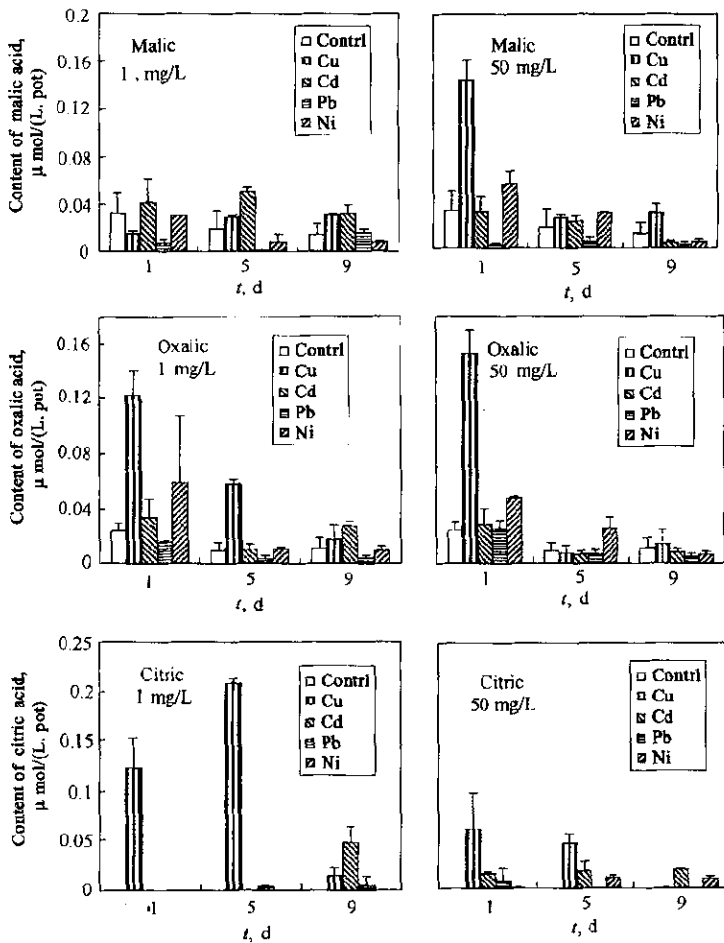 Content of malic acid,
μ mol/(L. pot)
0.2
0.16
0.12
0.08
0.04
0
Malic
1 , mg/L
Contrl
Cu
Cd
Pb
Ni
1
5
9
t, d
Malic
50 mg/L
Contrl
Cu
Cd
Pb
Ni
1
5
9
t, d
Content of oxalic acid,
μ mol/(L. pot)
0.16
0.12
0.08
0.04
0
Oxalic
1 mg/L
Contrl
Cu
Cd
Pb
Ni
1
5
9
t, d
Oxalic
50 mg/L
Contrl
Cu
Cd
Pb
Ni
1
5
9
t, d
Content of citric acid,
μ mol/(L. pot)
0.25
0.2
0.15
0.1
0.05
0
Citric
1 mg/L
Contrl
Cu
Cd
Pb
Ni
1
5
9
t, d
Citric
50 mg/L
Contrl
Cu
Cd
Pb
Ni
1
5
9
t, d